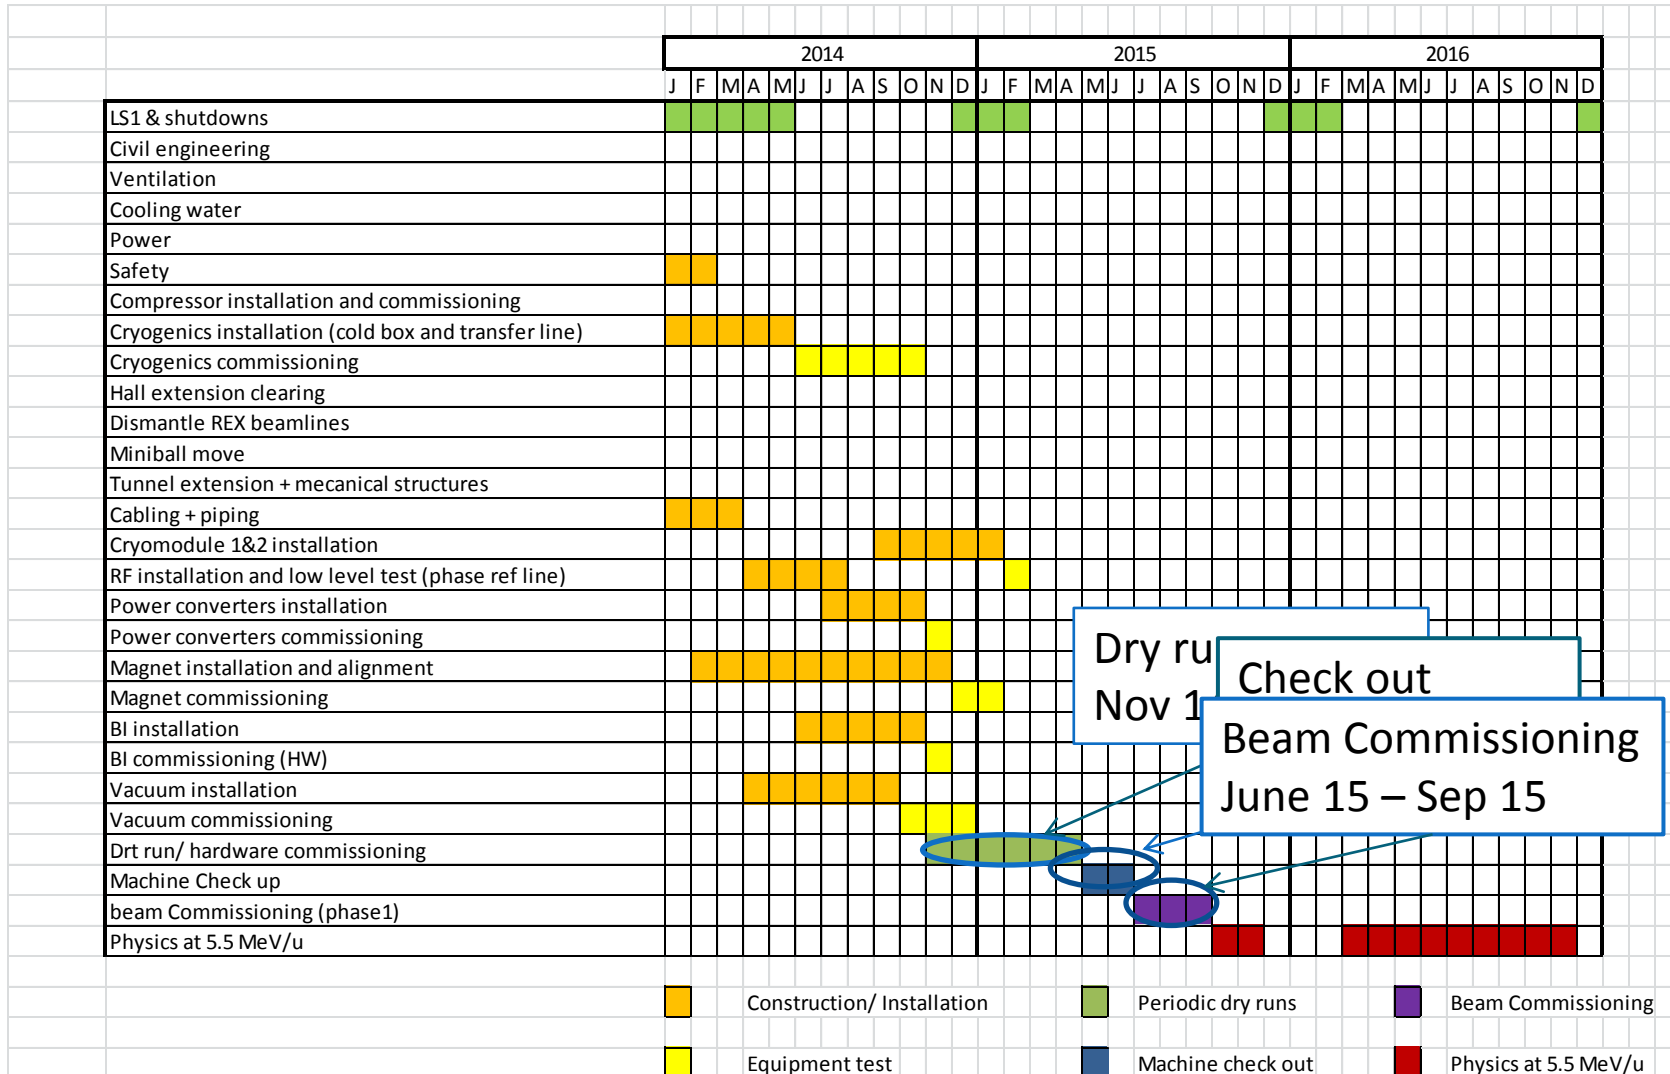 2014 2015 2016
J F M A M J J A S O N D J F M A M J J A S O N D J F M A M J J A S O N D
LS1 & shutdowns
Civil engineering
Ventilation
Cooling water
Power
Safety
Compressor installation and commissioning
Cryogenics installation (cold box and transfer line)
Cryogenics commissioning
Hall extension clearing
Dismantle REX beamlines
Miniball move
Tunnel extension + mecanical structures
Cabling + piping
Cryomodule 1&2 installation
RF installation and low level test (phase ref line)
Power converters installation
Power converters commissioning
Magnet installation and alignment
Magnet commissioning
BI installation
BI commissioning (HW)
Vacuum installation
Vacuum commissioning
Drt run/ hardware commissioning
Machine Check up
beam Commissioning (phase1)
Physics at 5.5 MeV/u
Dry
Nov
Check out
Beam Commissioning
June 15 – Sep 15
Construction/ Installation Periodic dry runs Beam Commissioning
Equipment test Machine check out Physics at 5.5 MeV/u